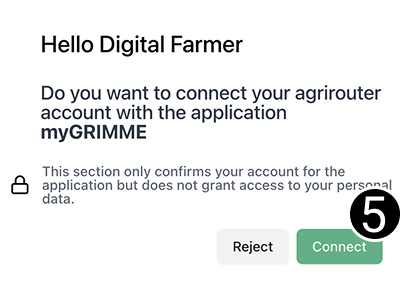 Hello Digital Farmer
Do you want to connect your agrirouter
account with the application
myGRIMME
This section only confirms your account for the
application but does not grant access to your personal
data.
5
Reject
Connect